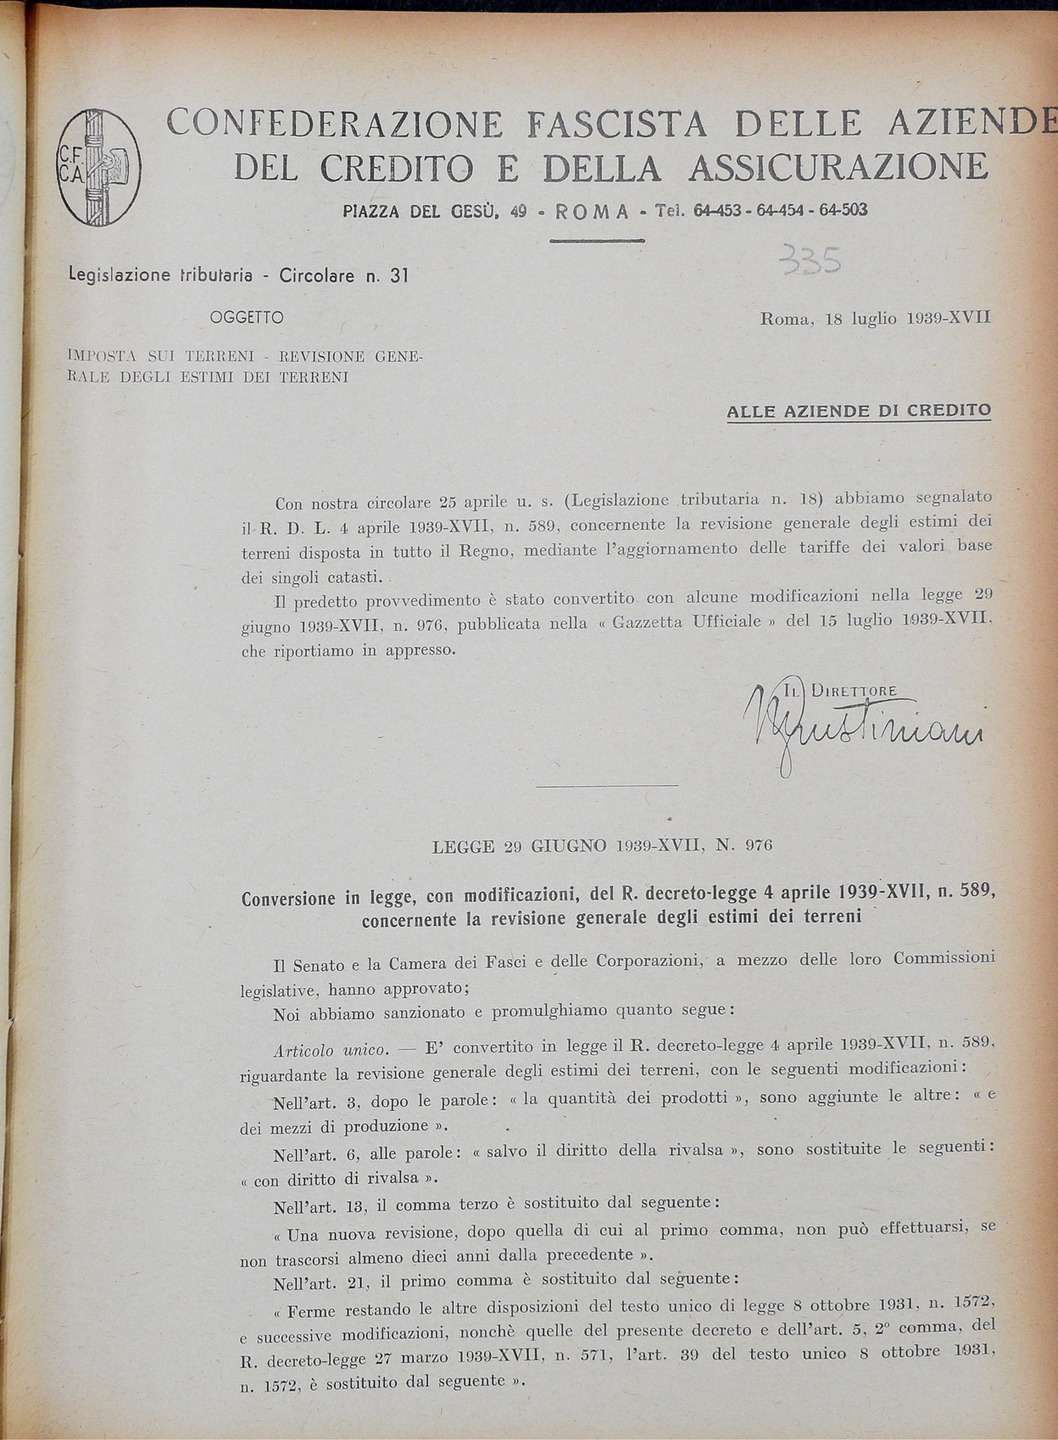 C.F.
C.A.
CONFEDERAZIONE FASCISTA DELLE AZIENDE
DEL CREDITO E DELLA ASSICURAZIONE
PIAZZA DEL GESÙ, 49 - ROMA - Tel. 64-453 - 64-454 - 64-503
335
Legislazione tributaria - Circolare n. 31
OGGETTO
Roma, 18 luglio 1939-XVII
IMPOSTA SUI TERRENI - REVISIONE GENE-
RALE DEGLI ESTIMI DEI TERRENI
ALLE AZIENDE DI CREDITO
Con nostra circolare 25 aprile u. s. (Legislazione tributaria n. 18) abbiamo segnalato
il R. D. L. 4 aprile 1939-XVII, n. 589, concernente la revisione generale degli estimi dei
terreni disposta in tutto il Regno, mediante l'aggiornamento delle tariffe dei valori base
dei singoli catasti.
Il predetto provvedimento è stato convertito con alcune modificazioni nella legge 29
giugno 1939-XVII, n. 976, pubblicata nella « Gazzetta Ufficiale » del 15 luglio 1939-XVII,
che riportiamo in appresso.
IL DIRETTORE
Giustiniani
LEGGE 29 GIUGNO 1939-XVII, N. 976
Conversione in legge, con modificazioni, del R. decreto-legge 4 aprile 1939-XVII, n. 589,
concernente la revisione generale degli estimi dei terreni
Il Senato e la Camera dei Fasci e delle Corporazioni, a mezzo delle loro Commissioni
legislative, hanno approvato;
Noi abbiamo sanzionato e promulghiamo quanto segue :
Articolo unico. — E' convertito in legge il R. decreto-legge 4 aprile 1939-XVII, n. 589,
riguardante la revisione generale degli estimi dei terreni, con le seguenti modificazioni :
Nell'art. 3, dopo le parole : « la quantità dei prodotti », sono aggiunte le altre : « e
dei mezzi di produzione ».
Nell'art. 6, alle parole : « salvo il diritto della rivalsa », sono sostituite le seguenti :
« con diritto di rivalsa ».
Nell'art. 13, il comma terzo è sostituito dal seguente :
« Una nuova revisione, dopo quella di cui al primo comma, non può effettuarsi, se
non trascorsi almeno dieci anni dalla precedente ».
Nell'art. 21, il primo comma è sostituito dal seguente :
« Ferme restando le altre disposizioni del testo unico di legge 8 ottobre 1931, n. 1572,
e successive modificazioni, nonchè quelle del presente decreto e dell'art. 5, 2º comma, del
R. decreto-legge 27 marzo 1939-XVII, n. 571, l'art. 39 del testo unico 8 ottobre 1931,
n. 1572, è sostituito dal seguente ».